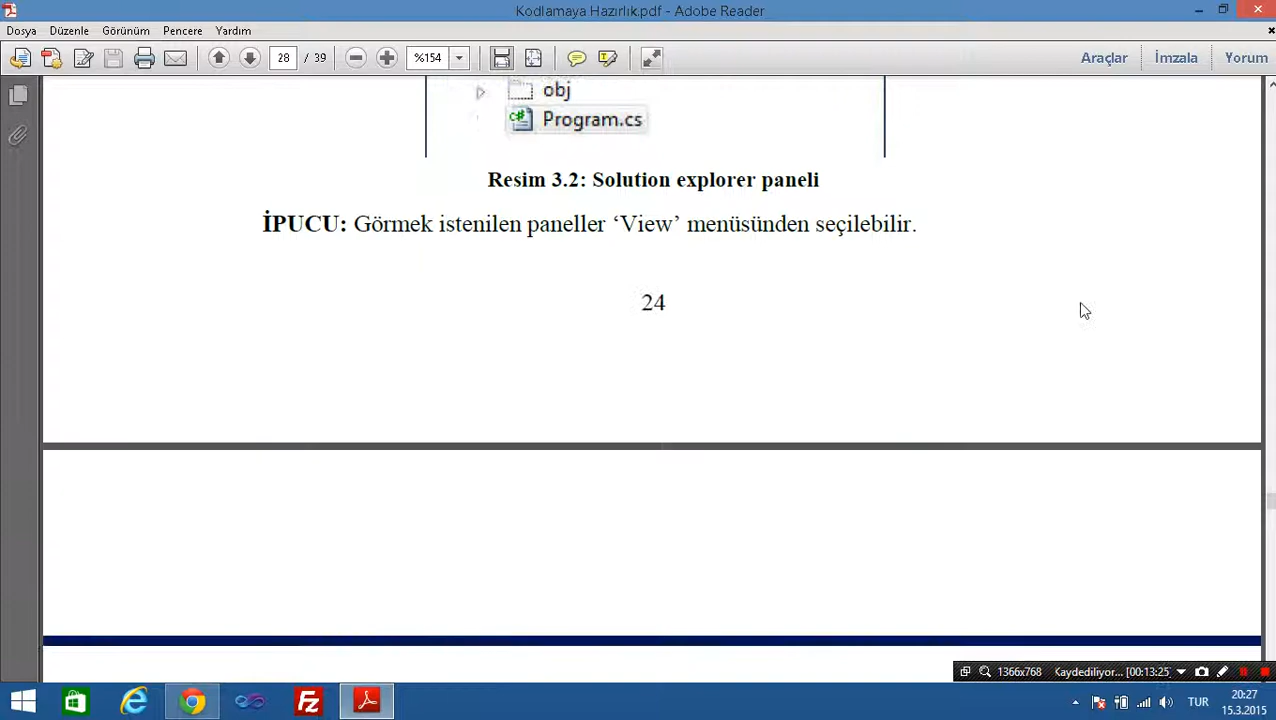 Kodlamaya Hazırlık.pdf - Adobe Reader
Dosya Düzenle Görünüm Pencere Yardım
28 / 39 %154 Araçlar İmzala Yorum
obj
C# Program.cs
Resim 3.2: Solution explorer paneli
İPUCU: Görmek istenilen paneller ‘View’ menüsünden seçilebilir.
24
1366x768 Kaydediliyor... [00:13:25]
TUR 20:27
15.3.2015